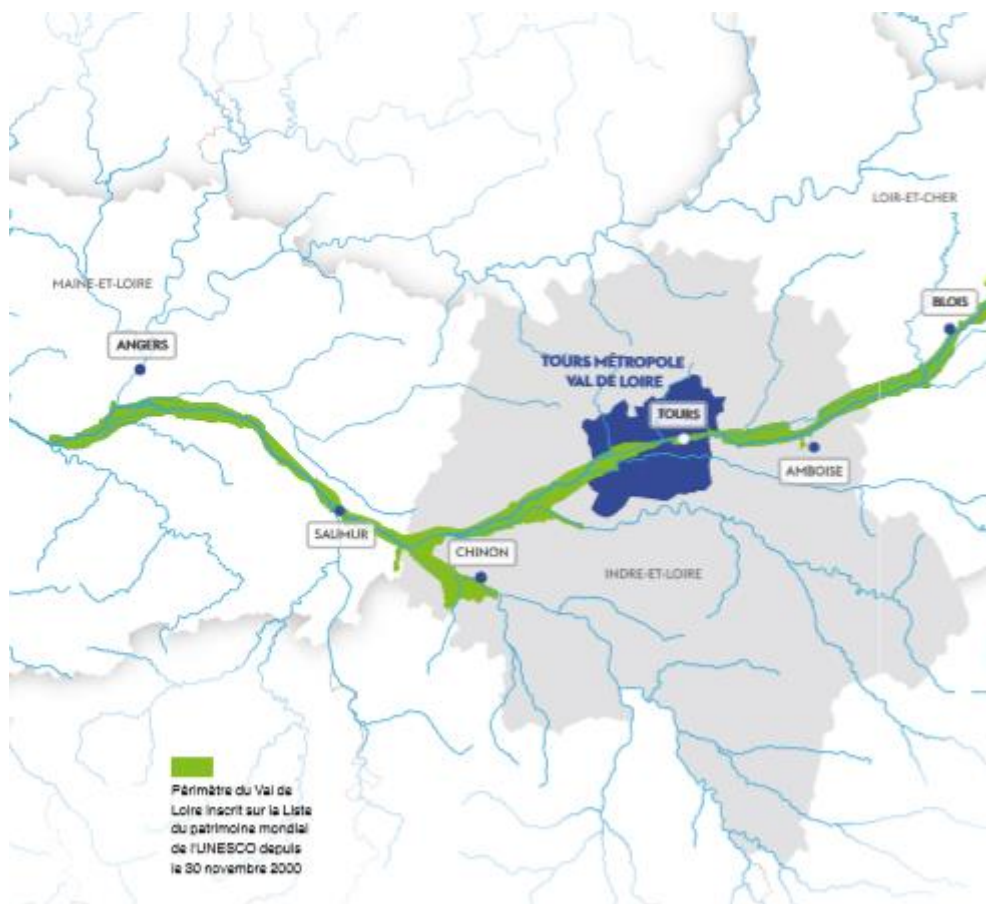 LOIR-ET-CHER
MAINE-ET-LOIRE
BLOIS
ANGERS
TOURS MÉTROPOLE
VAL DE LOIRE
TOURS
AMBOISE
SAUMUR
CHINON
INDRE-ET-LOIRE
Périmètre du Val de
Loire inscrit sur la Liste
du patrimoine mondial
de l'UNESCO depuis
le 30 novembre 2000